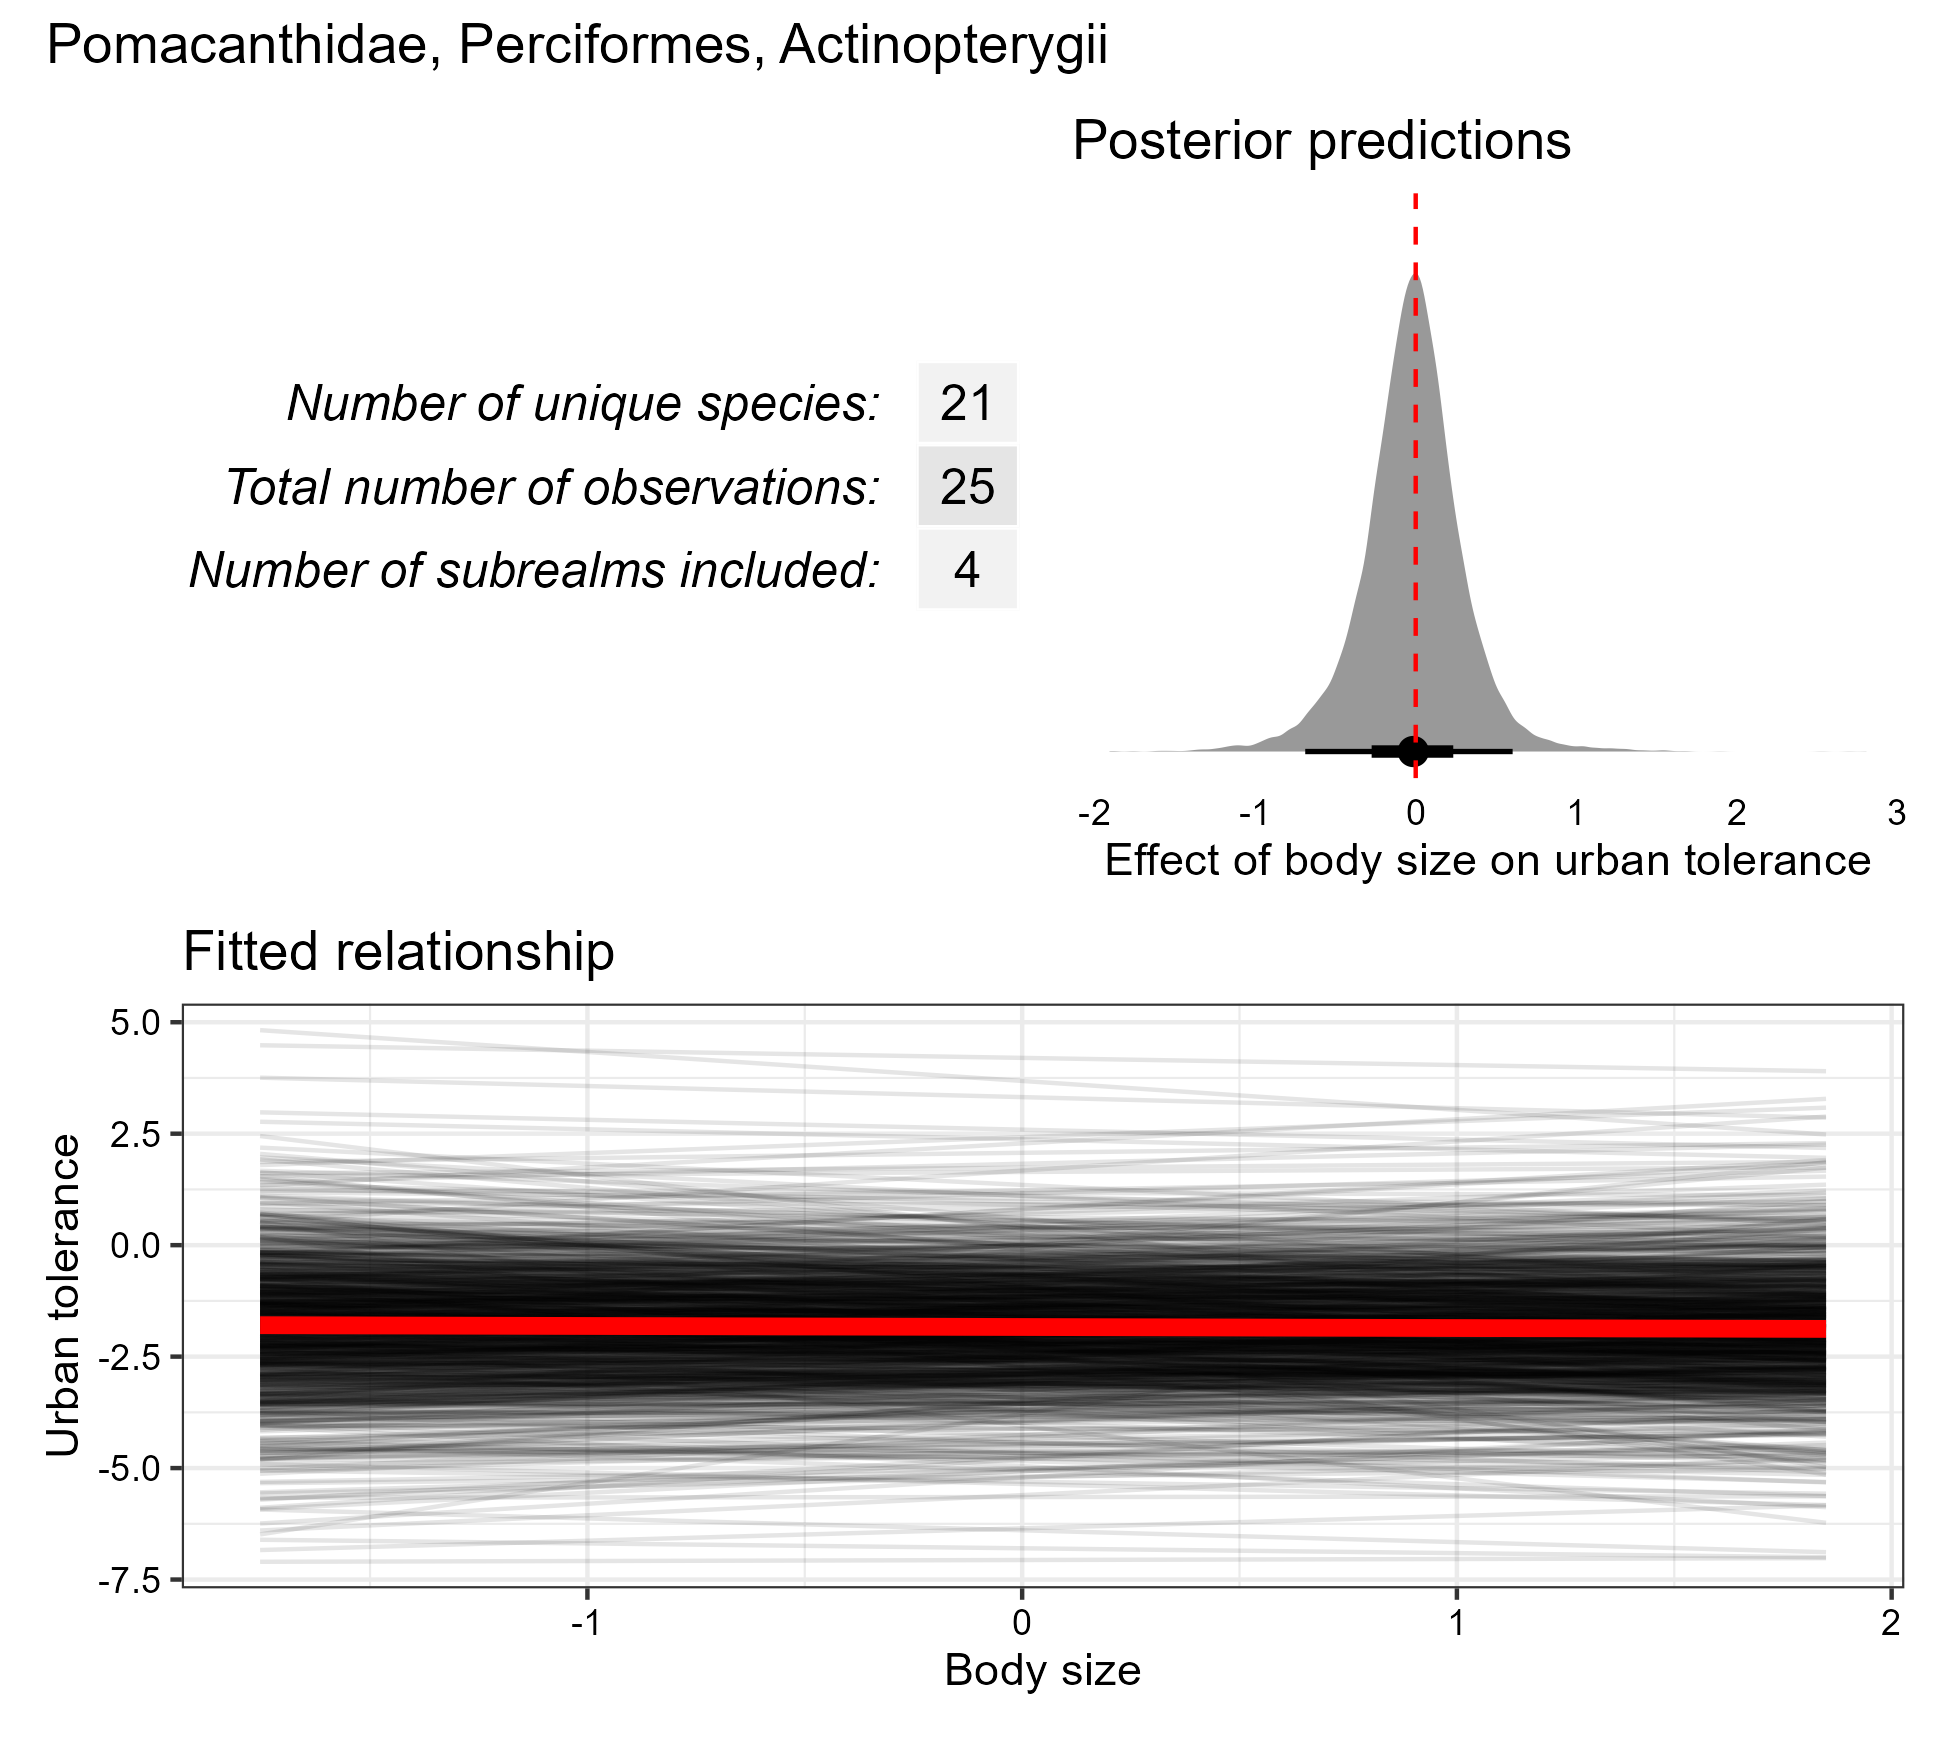 Pomacanthidae, Perciformes, Actinopterygii
Posterior predictions
Number of unique species: 21
Total number of observations: 25
Number of subrealms included: 4
-2 -1 0 1 2 3
Effect of body size on urban tolerance
Fitted relationship
Urban tolerance
5.0
2.5
0.0
-2.5
-5.0
-7.5
-1 0 1 2
Body size